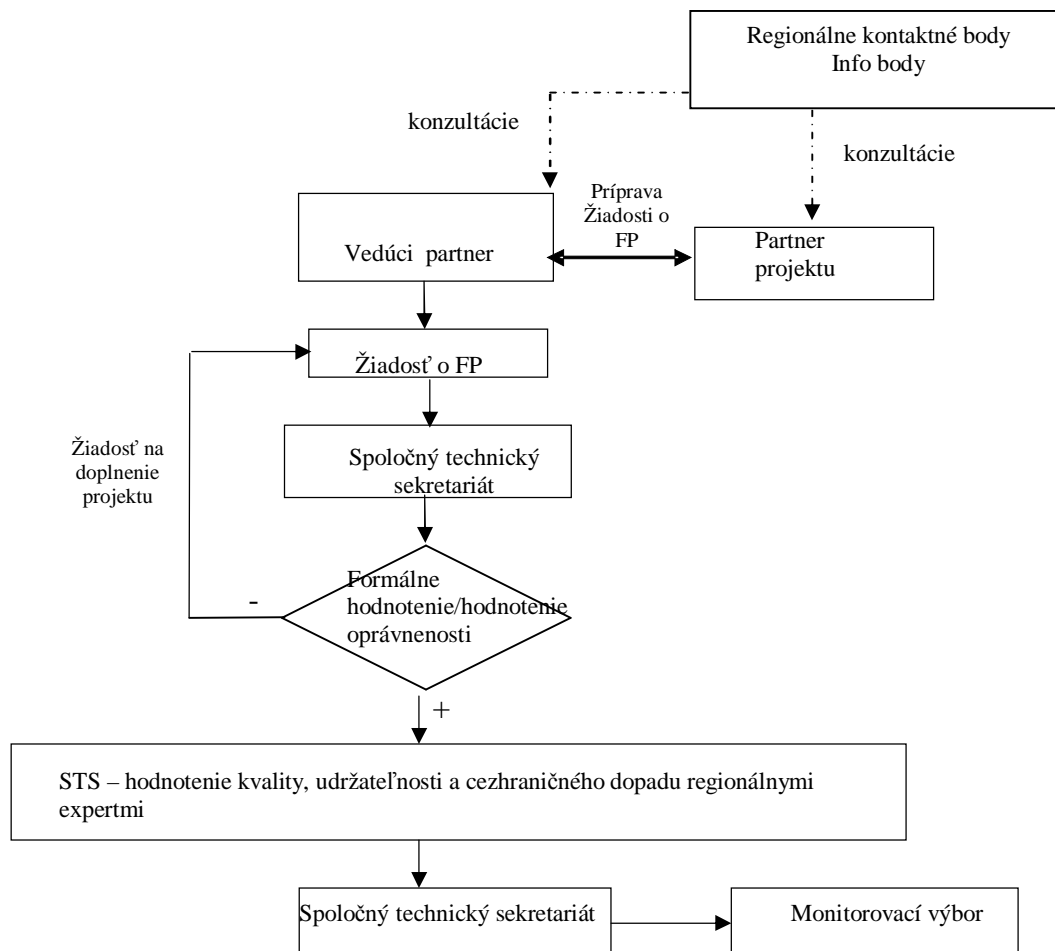 Regionálne kontaktné body
Info body
konzultácie
konzultácie
Príprava
Žiadosti o
FP
Vedúci partner
Partner
projektu
Žiadosť o FP
Žiadosť na
doplnenie
projektu
Spoločný technický
sekretariát
Formálne
hodnotenie/hodnotenie
oprávnenosti
-
+
STS – hodnotenie kvality, udržateľnosti a cezhraničného dopadu regionálnymi
expertmi
Spoločný technický sekretariát
Monitorovací výbor